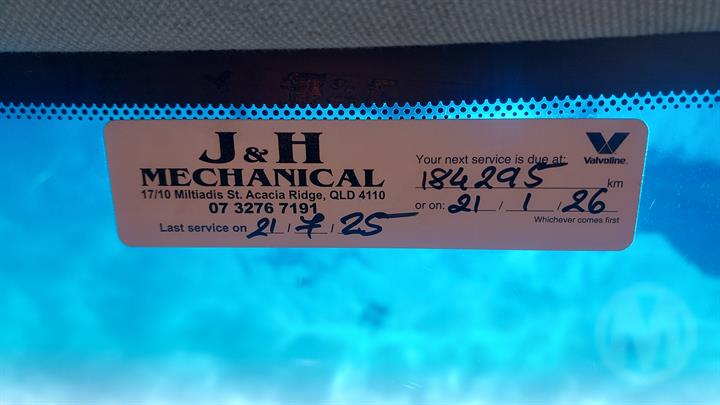 J & H
MECHANICAL
17/10 Miltiadis St. Acacia Ridge, QLD 4110
07 3276 7191
Last service on 21 / 7 / 25
Valvoline.
Your next service is due at:
184295 km
or on: 21 / 1 / 26
Whichever comes first
M